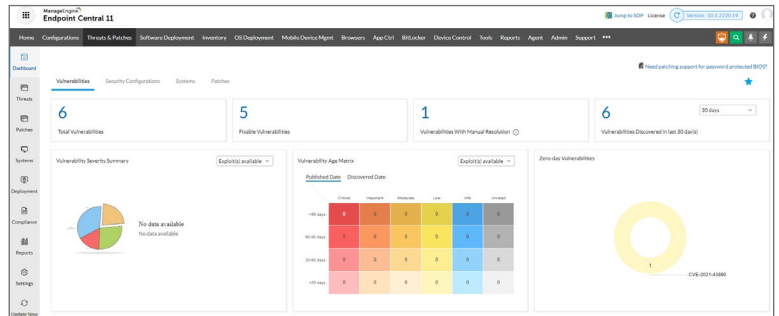 ManageEngine
Endpoint Central 11
Jump to SOP License Version: 10.1.2220.19
Home Configurations Threats & Patches Software Deployment Inventory OS Deployment Mobile Device Mgmt Browsers App Ctrl BitLocker Device Control Tools Reports Agent Admin Support •••
Dashboard
Threats
Patches
Systems
Deployment
Compliance
Reports
Settings
Update Now
Need patching support for password protected BIOS?
Vulnerabilities Security Configurations Systems Patches
6
Total Vulnerabilities
5
Fixable Vulnerabilities
1
Vulnerabilities With Manual Resolution
6
30 days
Vulnerabilities Discovered in last 30 day(s)
Vulnerability Severity Summary
Exploit(s) available
No data available
No data available
Vulnerability Age Matrix
Exploit(s) available
Published Date Discovered Date
Critical Important Moderate Low Info Unrated
>90 days 0 0 0 0 0 0
60-90 days 0 0 0 0 0 0
30-60 days 0 0 0 0 0 0
<30 days 0 0 0 0 0 0
Zero-day Vulnerabilities
1
CVE-2021-43890